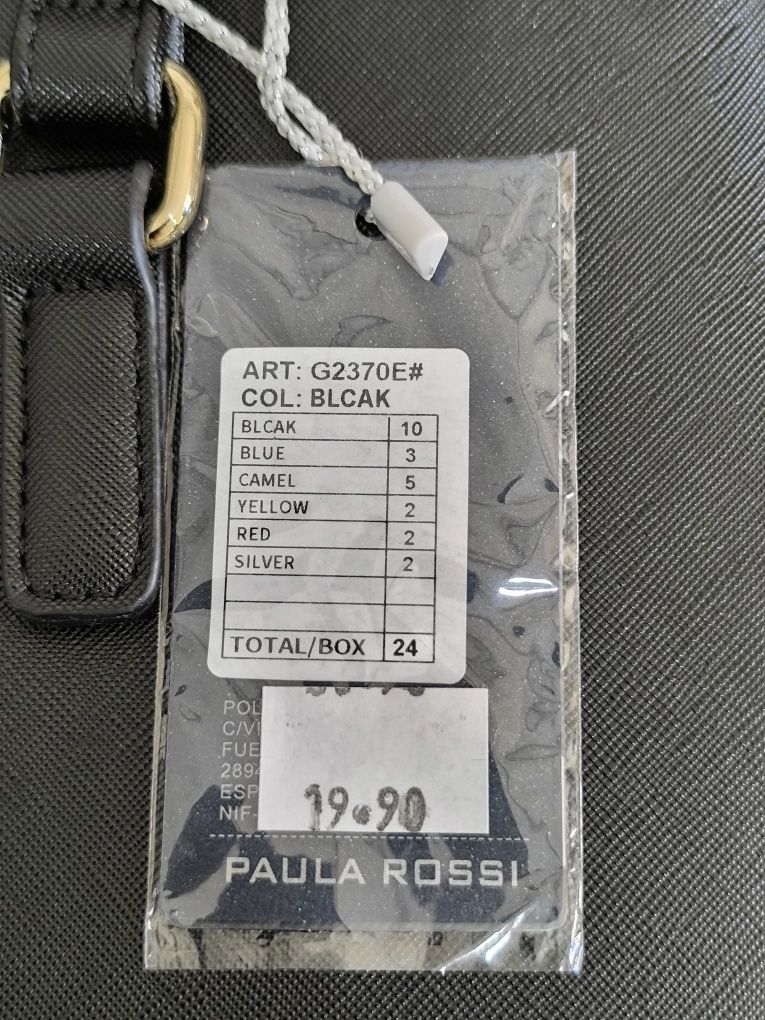 ART: G2370E#
COL: BLCAK
BLCAK 10
BLUE 3
CAMEL 5
YELLOW 2
RED 2
SILVER 2
TOTAL/BOX 24
19.90
PAULA ROSSI